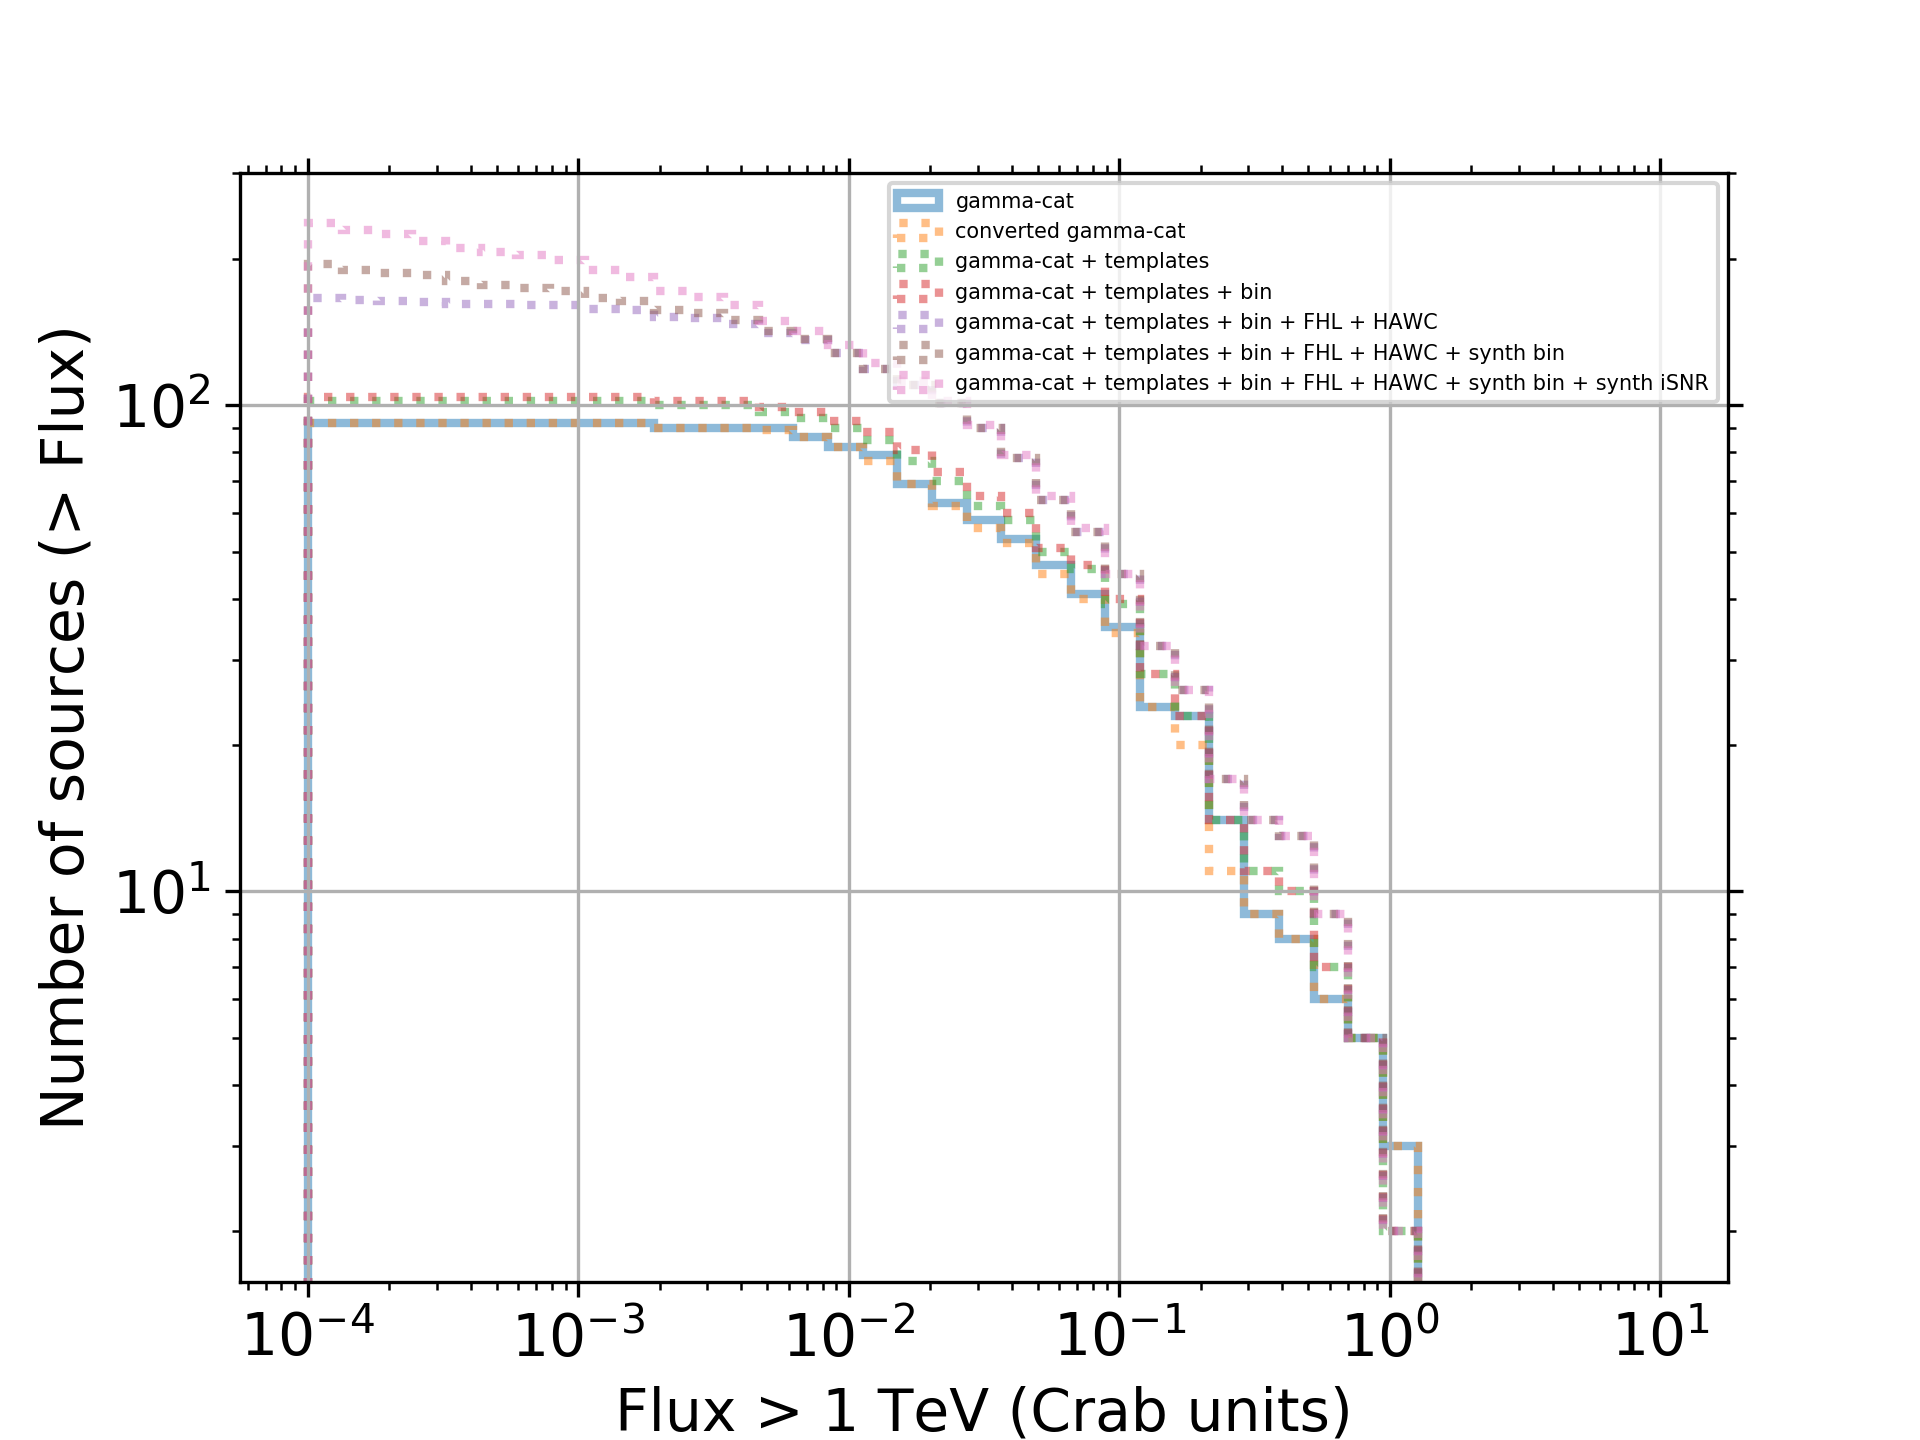 gamma-cat
converted gamma-cat
gamma-cat + templates
gamma-cat + templates + bin
gamma-cat + templates + bin + FHL + HAWC
gamma-cat + templates + bin + FHL + HAWC + synth bin
gamma-cat + templates + bin + FHL + HAWC + synth bin + synth iSNR
Number of sources (> Flux)
10²
10¹
10⁻⁴ 10⁻³ 10⁻² 10⁻¹ 10⁰ 10¹
Flux > 1 TeV (Crab units)